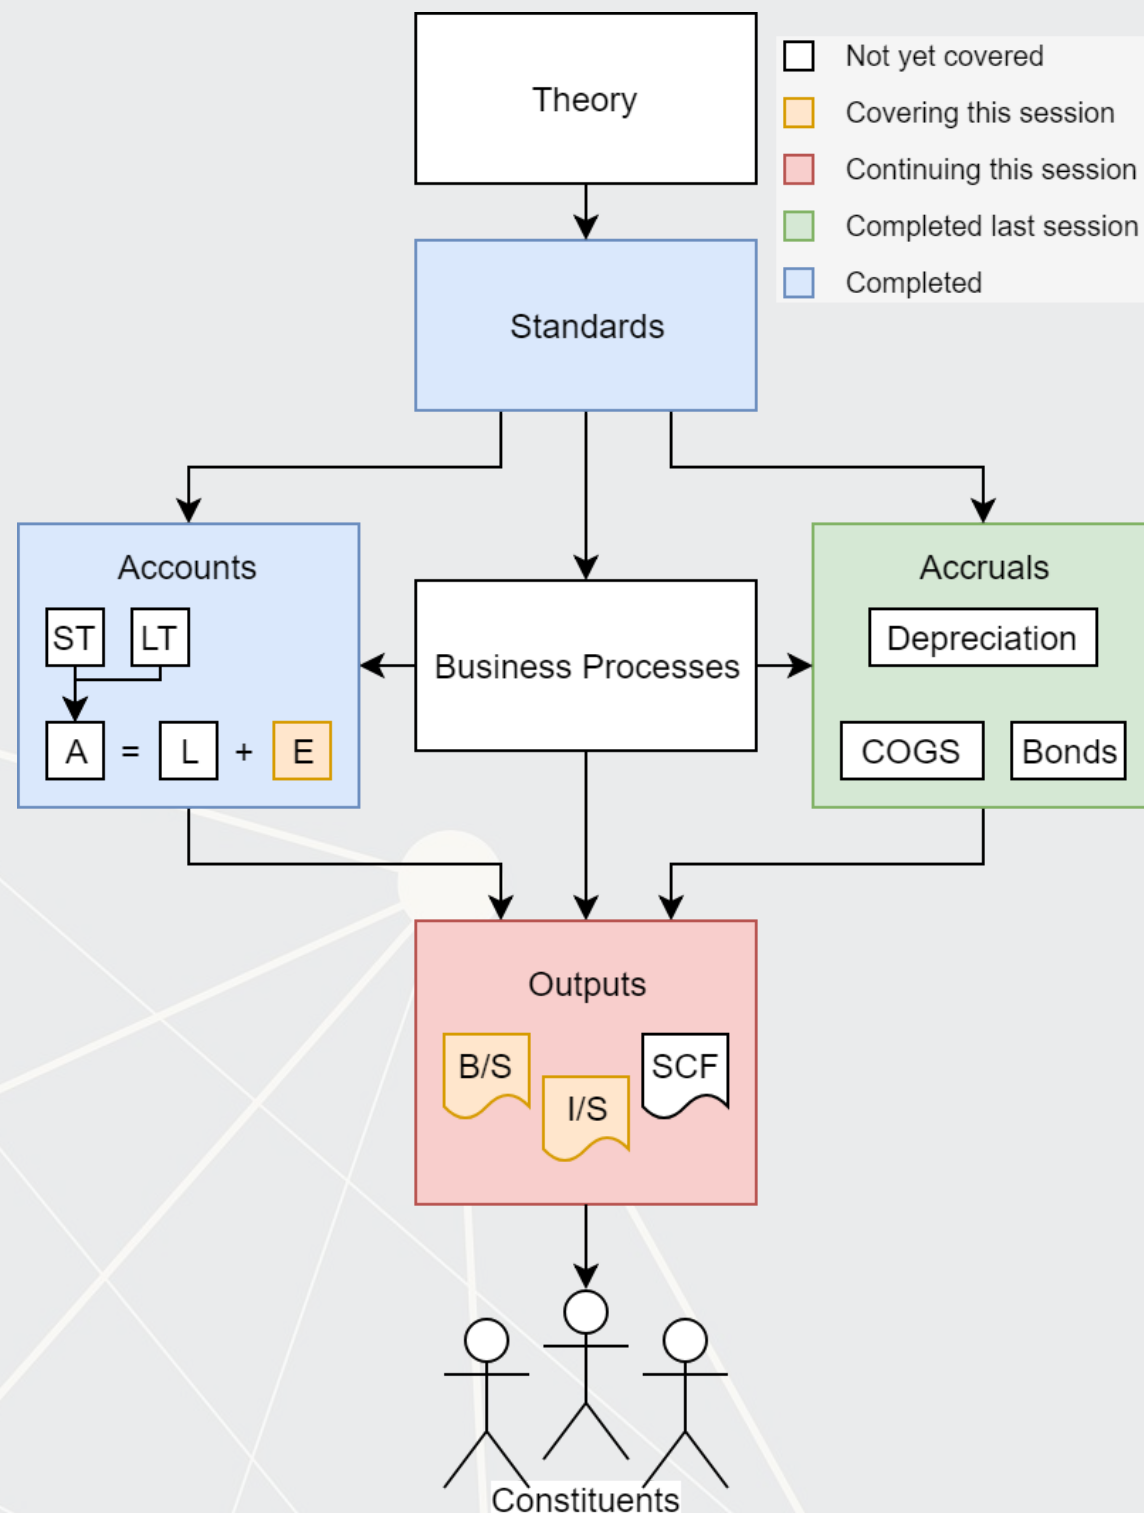 Theory
Not yet covered
Covering this session
Continuing this session
Completed last session
Completed
Standards
Accounts
ST LT
A = L + E
Business Processes
Accruals
Depreciation
COGS Bonds
Outputs
B/S
I/S
SCF
Constituents